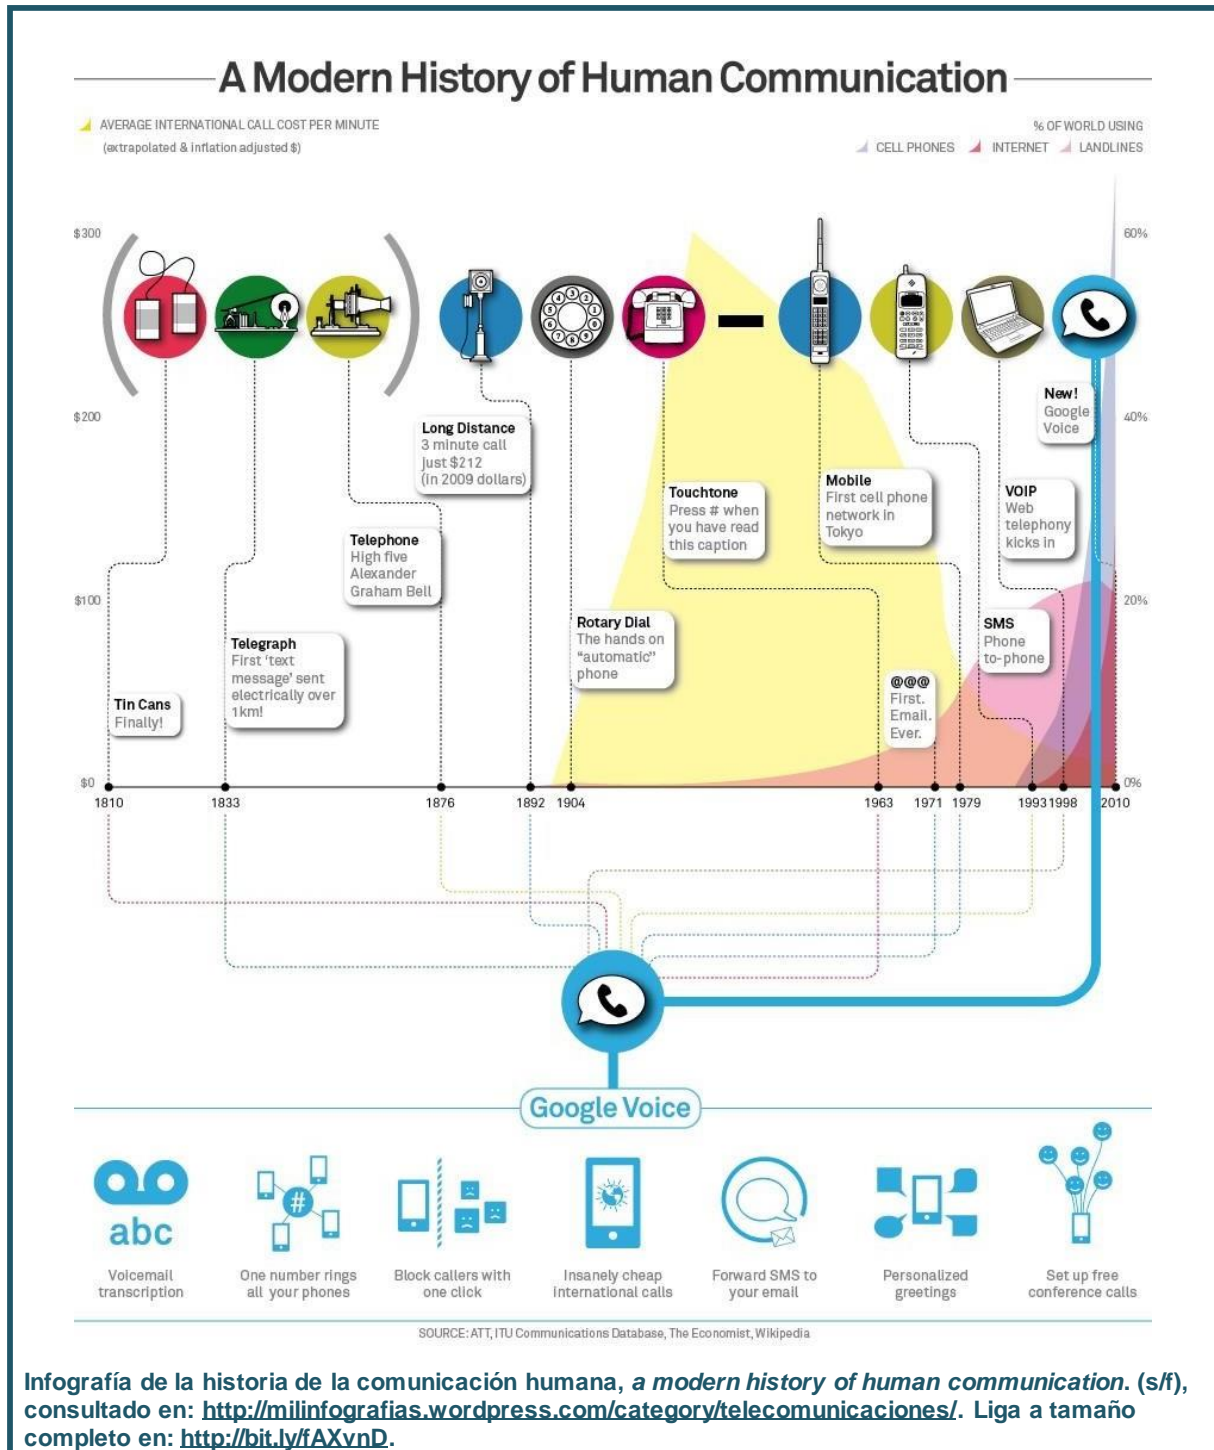 A Modern History of Human Communication
AVERAGE INTERNATIONAL CALL COST PER MINUTE
(extrapolated & inflation adjusted $)
% OF WORLD USING
CELL PHONES INTERNET LANDLINES
$300
60%
$200
40%
$100
20%
$0
0%
New!
Google
Voice
Long Distance
3 minute call
just $212
(in 2009 dollars)
Touchtone
Press # when
you have read
this caption
Mobile
First cell phone
network in
Tokyo
VOIP
Web
telephony
kicks in
Telephone
High five
Alexander
Graham Bell
Rotary Dial
The hands on
“automatic”
phone
SMS
Phone
to-phone
Telegraph
First ‘text
message’ sent
electrically over
1km!
@@@
First.
Email.
Ever.
Tin Cans
Finally!
1810 1833 1876 1892 1904 1963 1971 1979 1993 1998 2010
Google Voice
abc
#
Voicemail
transcription
One number rings
all your phones
Block callers with
one click
Insanely cheap
international calls
Forward SMS to
your email
Personalized
greetings
Set up free
conference calls
SOURCE: ATT, ITU Communications Database, The Economist, Wikipedia
Infografía de la historia de la comunicación humana, a modern history of human communication. (s/f),
consultado en: http://milinfografias.wordpress.com/category/telecomunicaciones/. Liga a tamaño
completo en: http://bit.ly/fAXvnD.